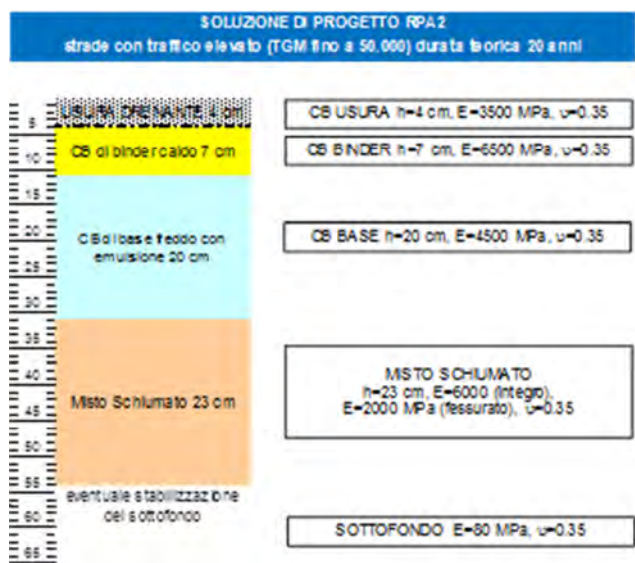 SOLUZIONE DI PROGETTO RPA2
strade con traffico elevato (TGM fino a 50.000) durata teorica 20 anni
USURA DRENANTE 4 cm
CB USURA h=4 cm, E=3500 MPa, υ=0.35
5
CB di binder caldo 7 cm
CB BINDER h=7 cm, E=6500 MPa, υ=0.35
10
15
20
CB di base freddo con
emulsione 20 cm
CB BASE h=20 cm, E=4500 MPa, υ=0.35
25
30
35
40
Misto Schiumato 23 cm
MISTO SCHIUMATO
h=23 cm, E=6000 (Integro),
E=2000 MPa (fessurato), υ=0.35
45
50
55
eventuale stabilizzazione
del sottofondo
60
SOTTOFONDO E=80 MPa, υ=0.35
65